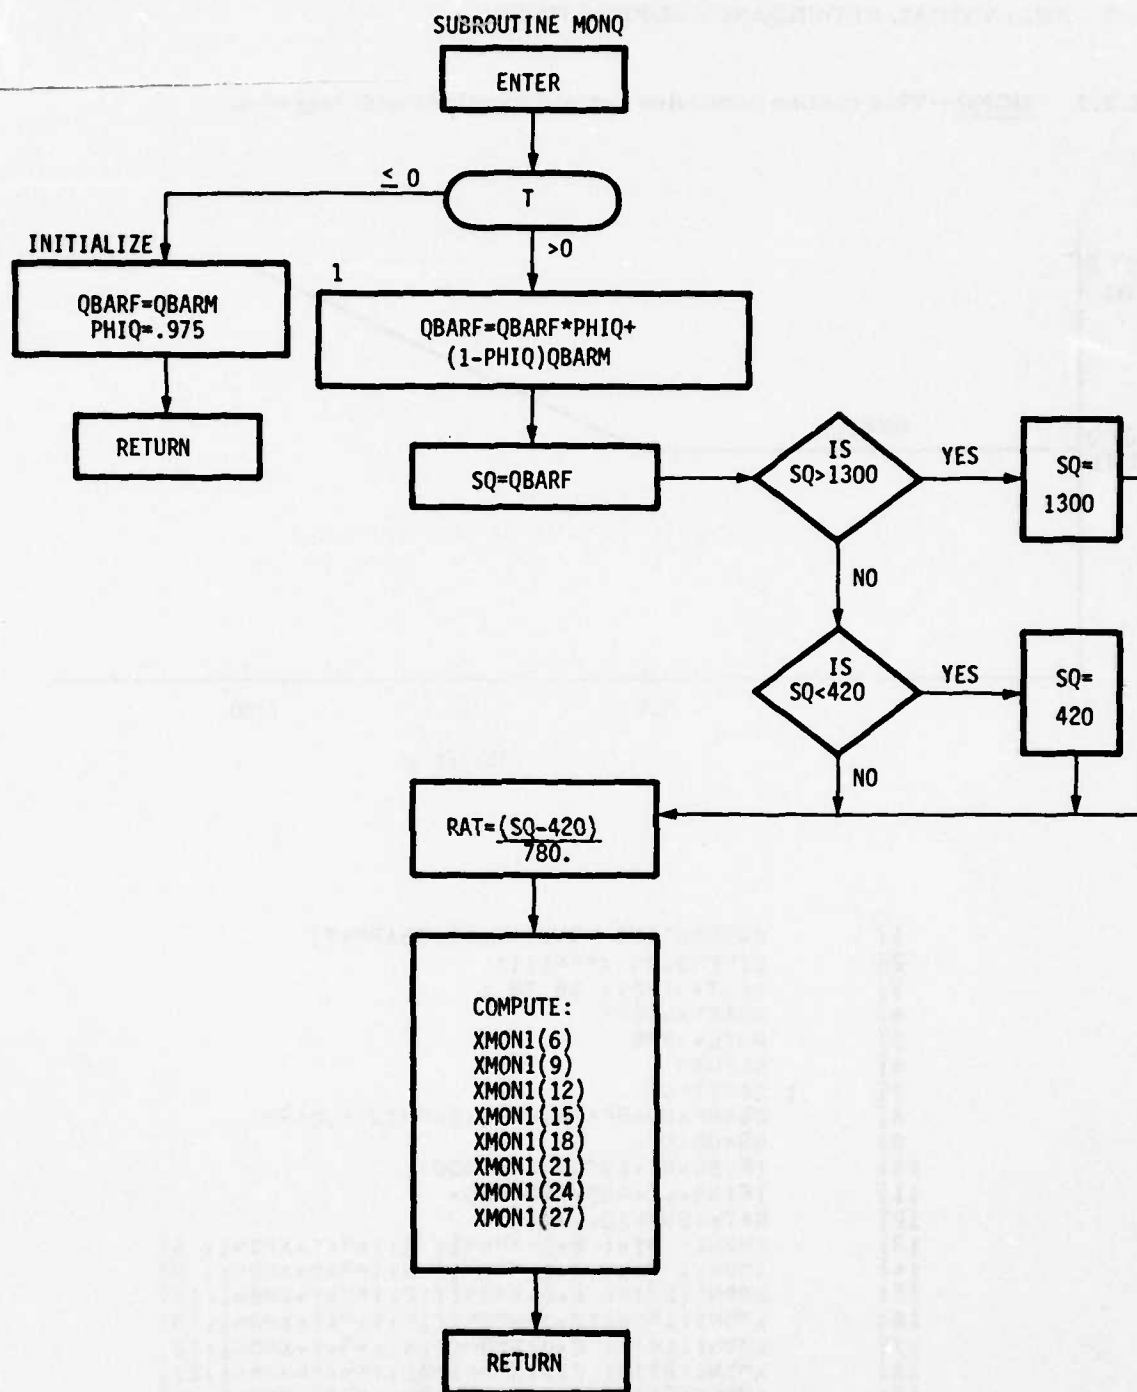 SUBROUTINE MONQ
ENTER
≤ 0
T
>0
INITIALIZE
QBARF=QBARM
PHIQ=.975
RETURN
1
QBARF=QBARF*PHIQ+
(1-PHIQ)QBARM
SQ=QBARF
IS
SQ>1300
YES
SQ=
1300
NO
IS
SQ<420
YES
SQ=
420
NO
RAT=(SQ-420)
780.
COMPUTE:
XMON1(6)
XMON1(9)
XMON1(12)
XMON1(15)
XMON1(18)
XMON1(21)
XMON1(24)
XMON1(27)
RETURN